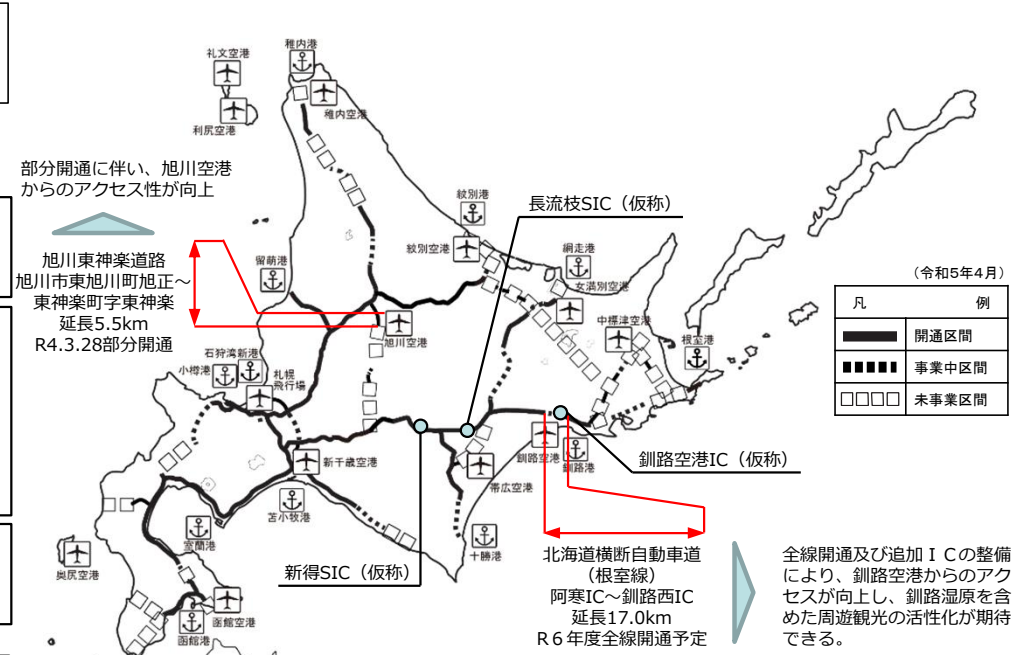 稚内港
礼文空港
稚内空港
利尻空港
部分開通に伴い、旭川空港
からのアクセス性が向上
紋別港
長流枝SIC（仮称）
紋別空港
網走港
女満別空港
旭川東神楽道路
旭川市東旭川町旭正～
東神楽町字東神楽
延長5.5km
R4.3.28部分開通
留萌港
旭川空港
中標津空港
根室港
（令和5年4月）
凡　例
開通区間
事業中区間
未事業区間
石狩湾新港
小樽港
札幌
飛行場
新千歳空港
釧路空港
釧路港
釧路空港IC（仮称）
帯広空港
苫小牧港
室蘭港
十勝港
新得SIC（仮称）
奥尻空港
函館空港
函館港
北海道横断自動車道
（根室線）
阿寒IC～釧路西IC
延長17.0km
R６年度全線開通予定
全線開通及び追加ＩＣの整備
により、釧路空港からのアク
セスが向上し、釧路湿原を含
めた周遊観光の活性化が期待
できる。